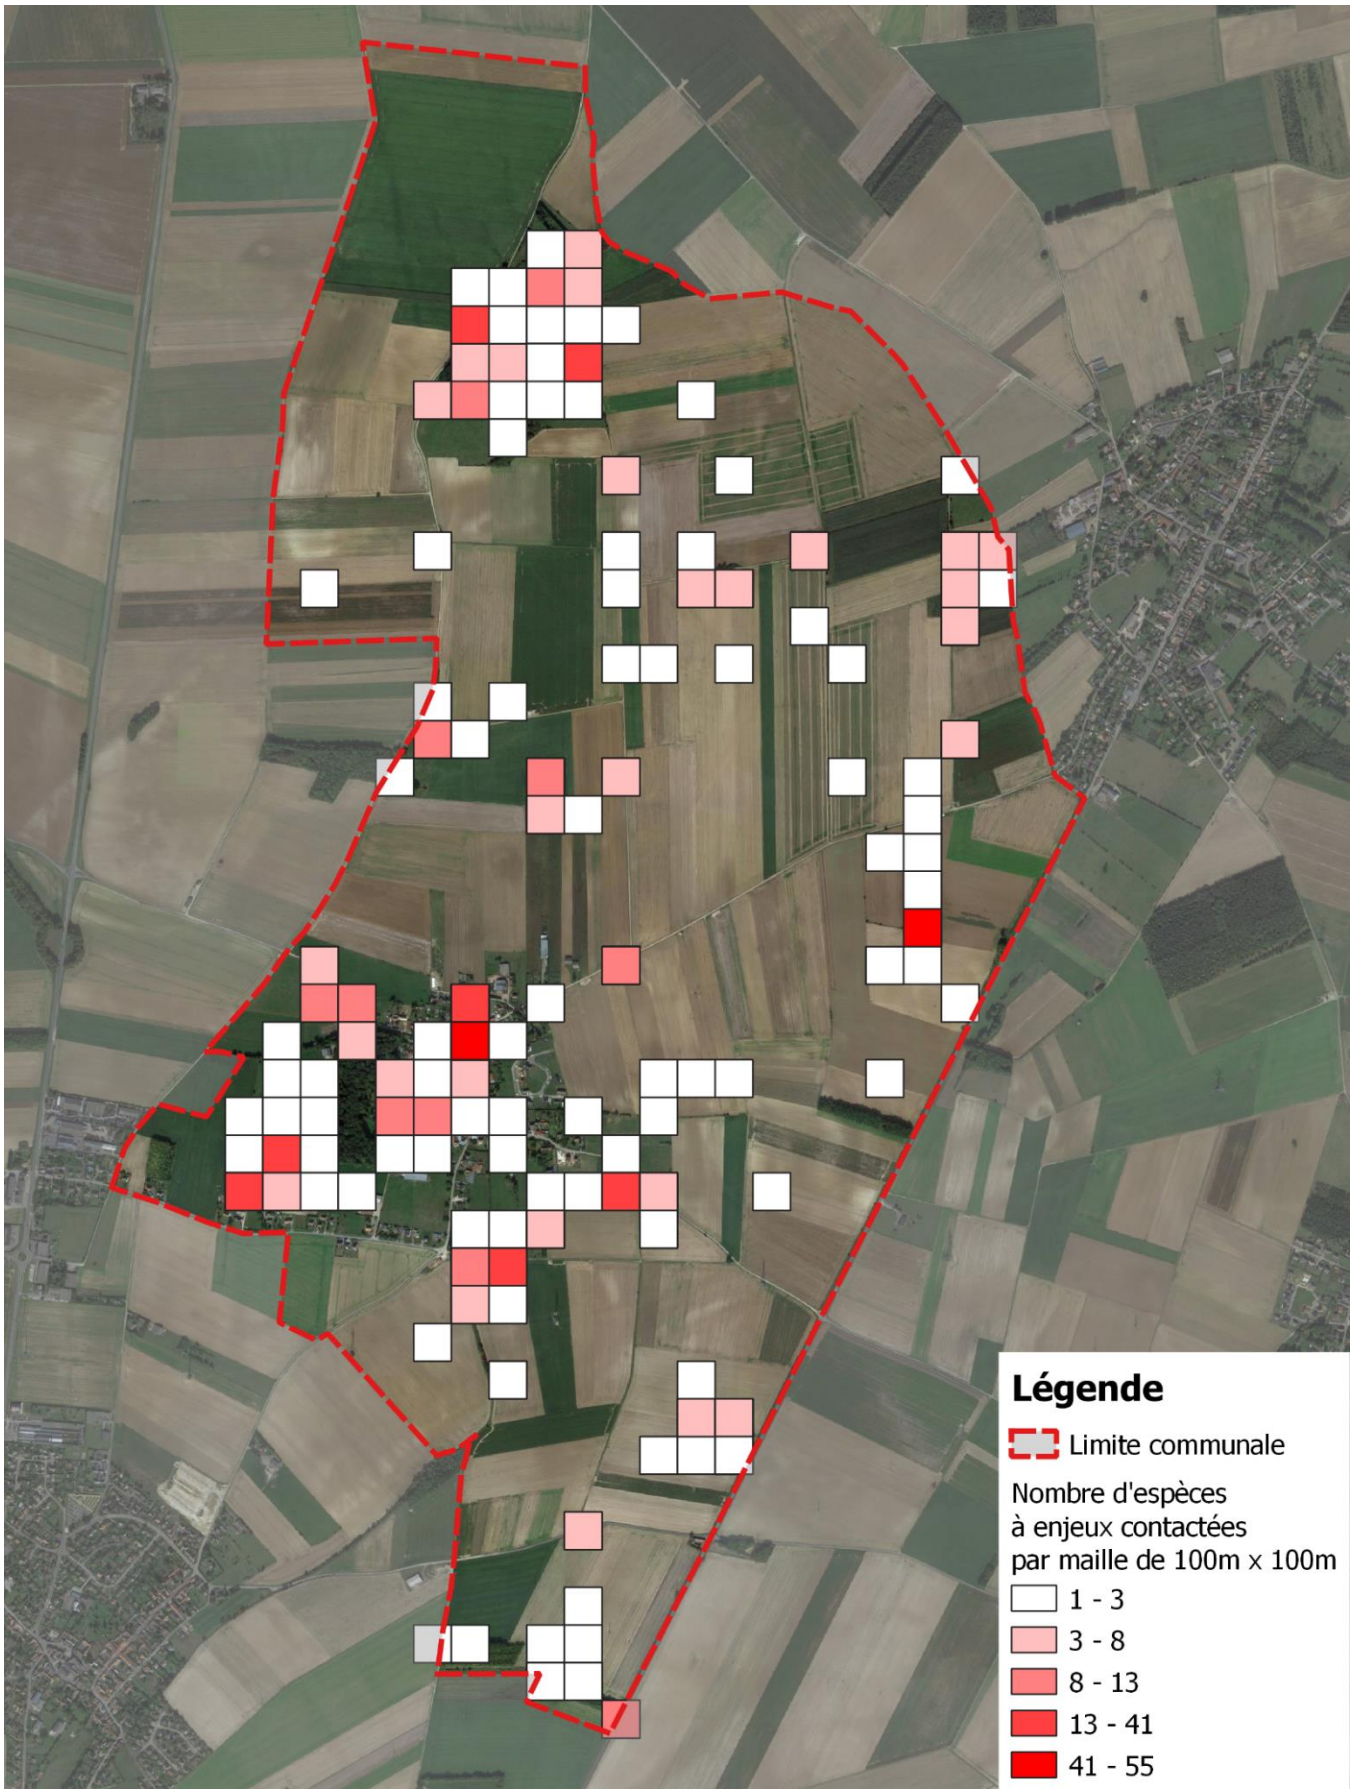 Légende
Limite communale
Nombre d'espèces
à enjeux contactées
par maille de 100m x 100m
1 - 3
3 - 8
8 - 13
13 - 41
41 - 55